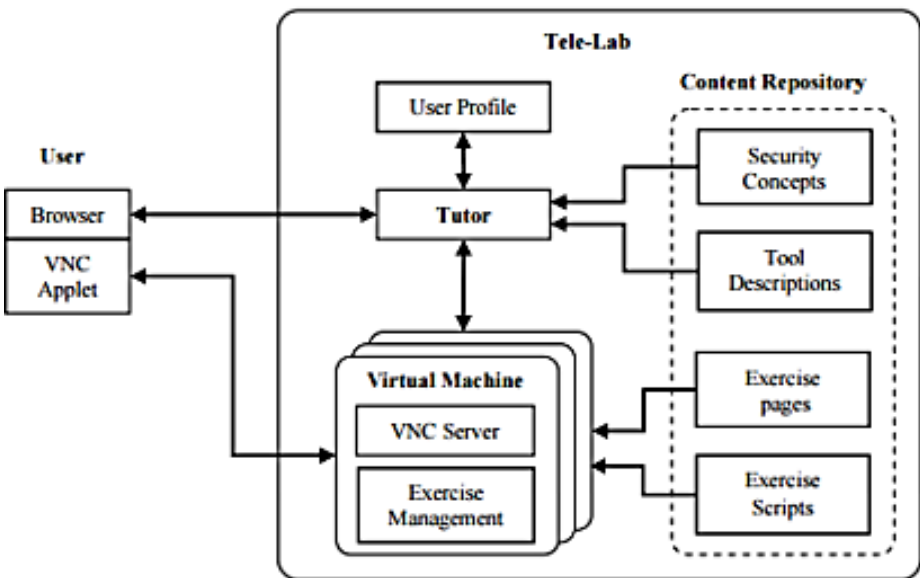 Tele-Lab
Content Repository
User Profile
User
Security
Concepts
Browser
Tutor
VNC
Applet
Tool
Descriptions
Virtual Machine
VNC Server
Exercise
Management
Exercise
pages
Exercise
Scripts